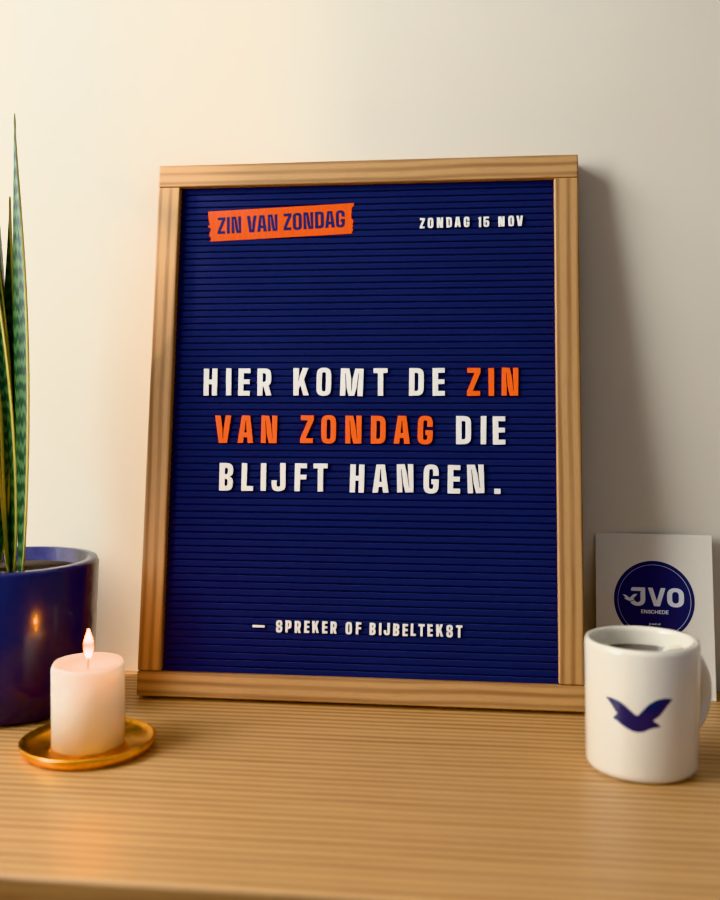 ZIN VAN ZONDAG
ZONDAG 15 NOV
HIER KOMT DE ZIN
VAN ZONDAG DIE
BLIJFT HANGEN.
— SPREKER OF BIJBELTEKST
JVO
ENSCHEDE